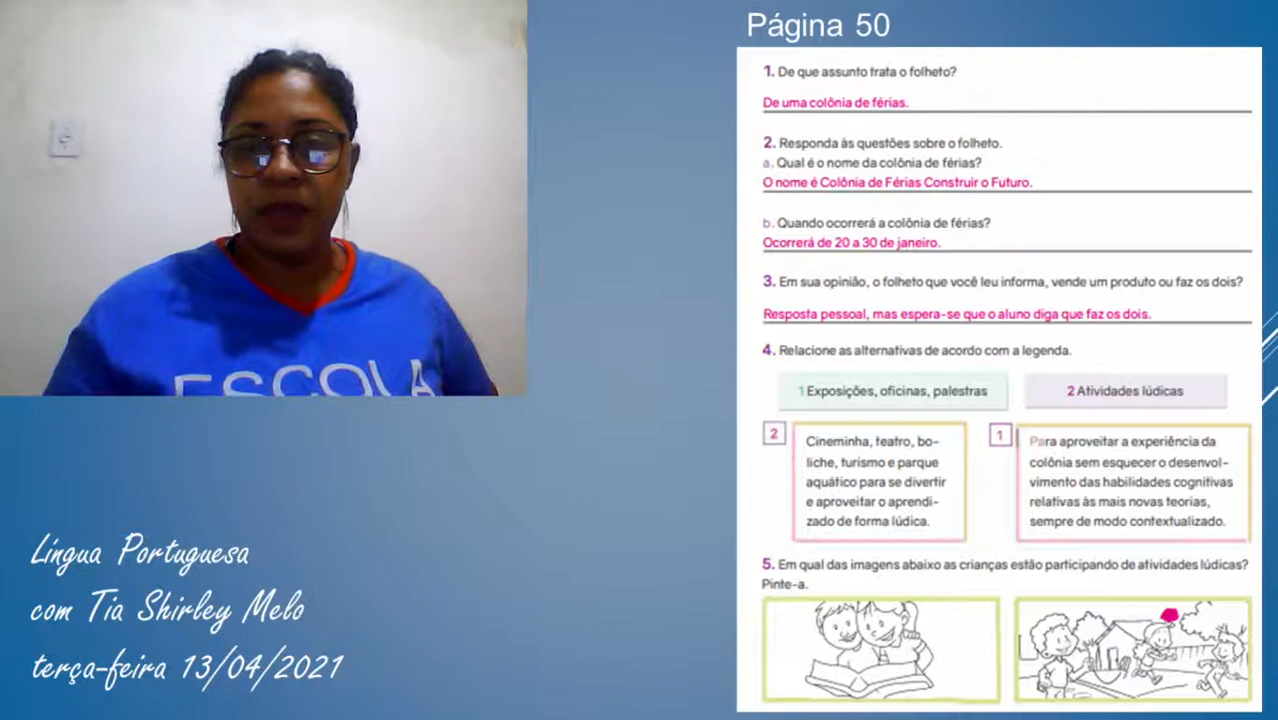 Página 50
1. De que assunto trata o folheto?
De uma colônia de férias.
2. Responda às questões sobre o folheto.
a. Qual é o nome da colônia de férias?
O nome é Colônia de Férias Construir o Futuro.
b. Quando ocorrerá a colônia de férias?
Ocorrerá de 20 a 30 de janeiro.
3. Em sua opinião, o folheto que você leu informa, vende um produto ou faz os dois?
Resposta pessoal, mas espera-se que o aluno diga que faz os dois.
4. Relacione as alternativas de acordo com a legenda.
1 Exposições, oficinas, palestras
2 Atividades lúdicas
2
Cineminha, teatro, bo-
liche, turismo e parque
aquático para se divertir
e aproveitar o aprendi-
zado de forma lúdica.
1
Para aproveitar a experiência da
colônia sem esquecer o desenvol-
vimento das habilidades cognitivas
relativas às mais novas teorias,
sempre de modo contextualizado.
5. Em qual das imagens abaixo as crianças estão participando de atividades lúdicas?
Pinte-a.
ESCOLA
Língua Portuguesa
com Tia Shirley Melo
terça-feira 13/04/2021